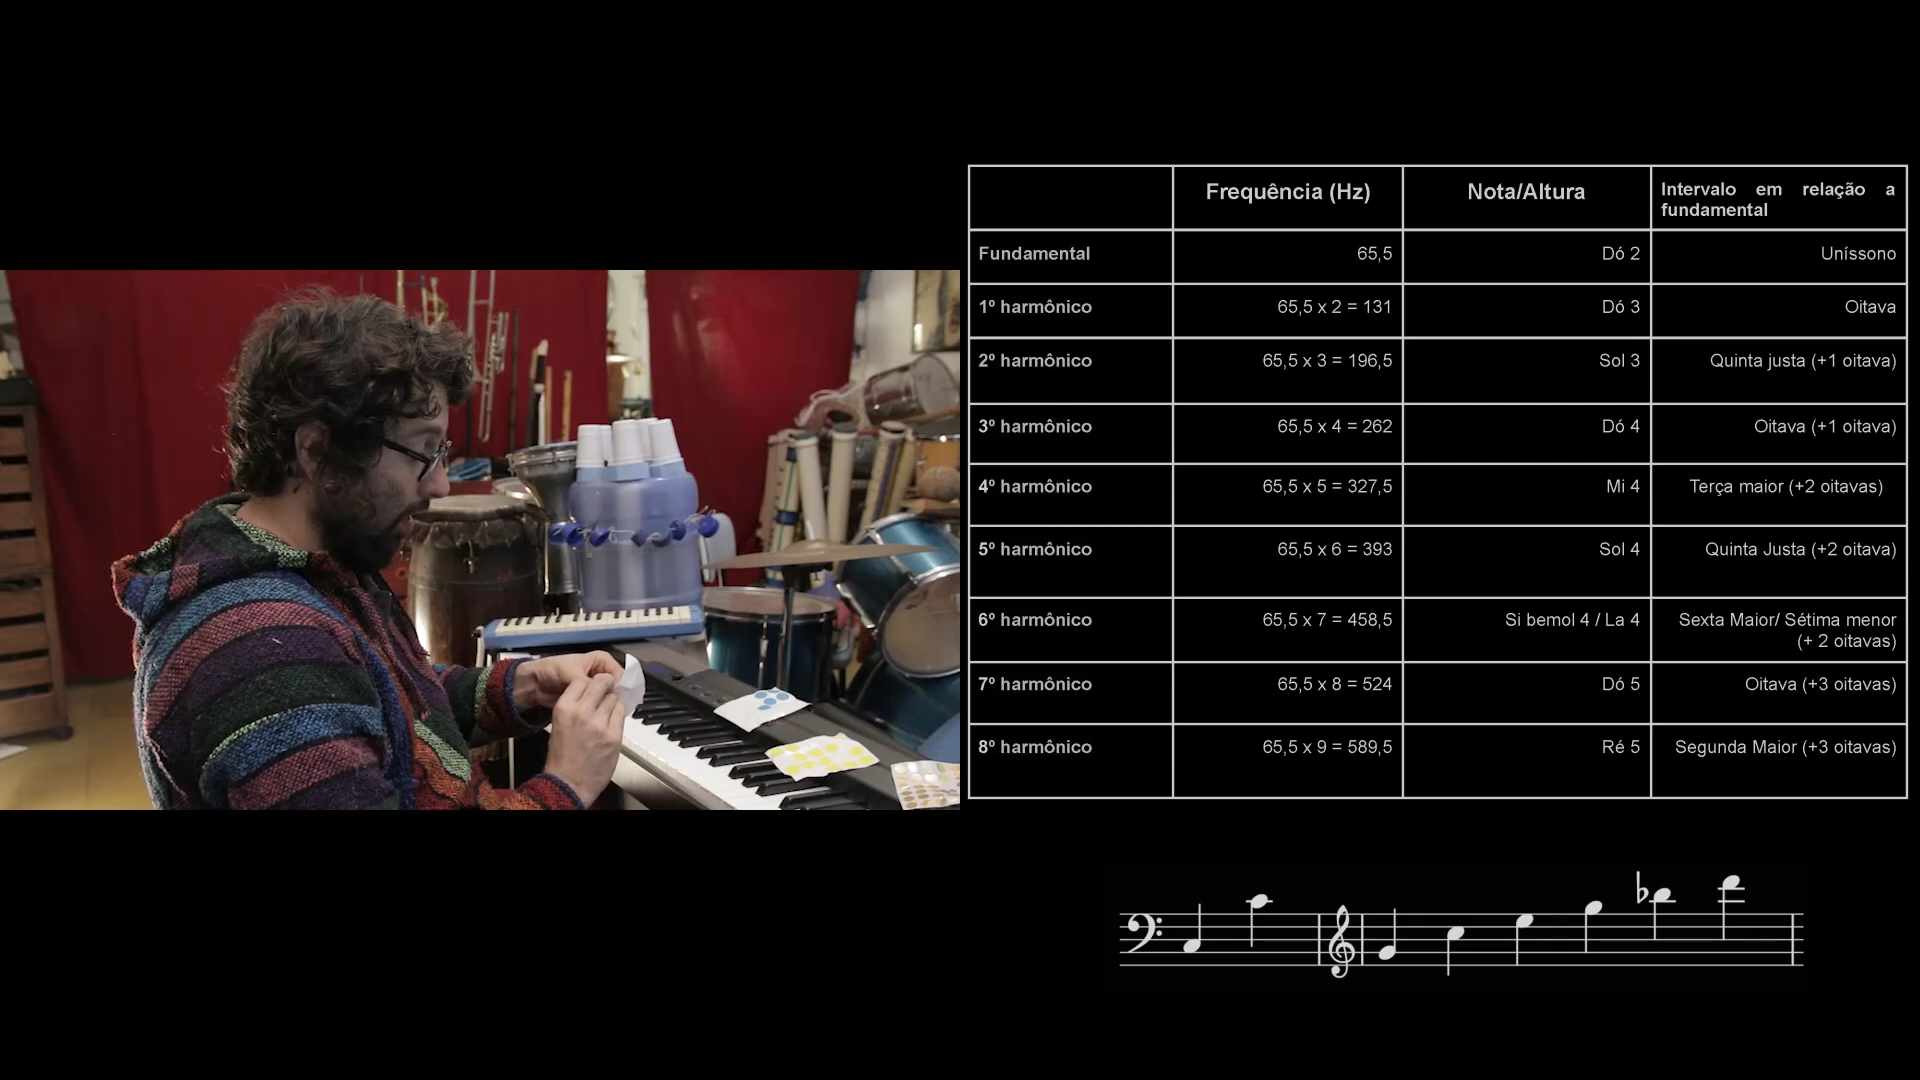 Frequência (Hz)
Nota/Altura
Intervalo em relação a
fundamental
Fundamental
65,5
Dó 2
Uníssono
1º harmônico
65,5 x 2 = 131
Dó 3
Oitava
2º harmônico
65,5 x 3 = 196,5
Sol 3
Quinta justa (+1 oitava)
3º harmônico
65,5 x 4 = 262
Dó 4
Oitava (+1 oitava)
4º harmônico
65,5 x 5 = 327,5
Mi 4
Terça maior (+2 oitavas)
5º harmônico
65,5 x 6 = 393
Sol 4
Quinta Justa (+2 oitava)
6º harmônico
65,5 x 7 = 458,5
Si bemol 4 / La 4
Sexta Maior/ Sétima menor
(+ 2 oitavas)
7º harmônico
65,5 x 8 = 524
Dó 5
Oitava (+3 oitavas)
8º harmônico
65,5 x 9 = 589,5
Ré 5
Segunda Maior (+3 oitavas)